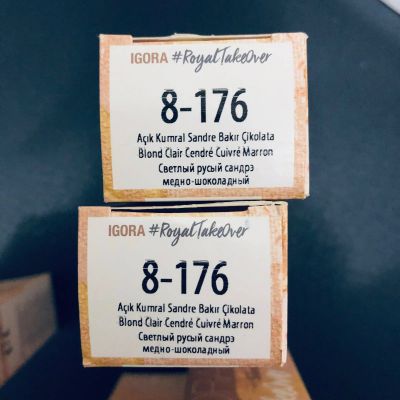 IGORA #RoyalTakeOver
8-176
Açık Kumral Sandre Bakır Çikolata
Blond Clair Cendré Cuivré Marron
Светлый русый сандрэ
медно-шоколадный
IGORA #RoyalTakeOver
8-176
Açık Kumral Sandre Bakır Çikolata
Blond Clair Cendré Cuivré Marron
Светлый русый сандрэ
медно-шоколадный